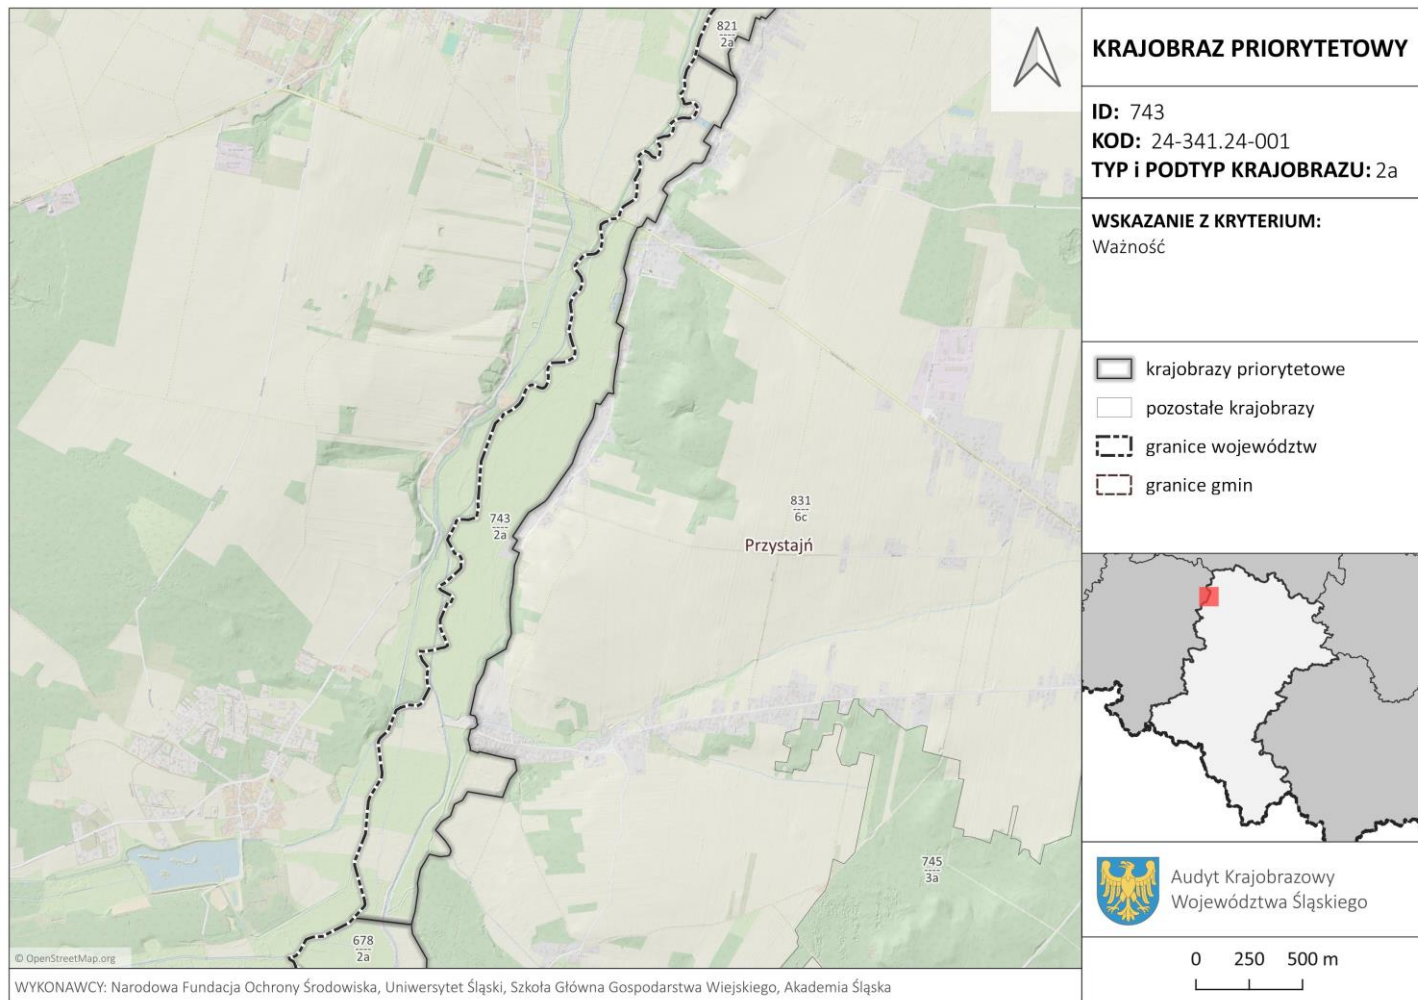 821
2a
743
2a
831
6c
Przystajń
745
3a
678
2a
© OpenStreetMap.org
WYKONAWCY: Narodowa Fundacja Ochrony Środowiska, Uniwersytet Śląski, Szkoła Główna Gospodarstwa Wiejskiego, Akademia Śląska
KRAJOBRAZ PRIORYTETOWY
ID: 743
KOD: 24-341.24-001
TYP i PODTYP KRAJOBRAZU: 2a
WSKAZANIE Z KRYTERIUM:
Ważność
krajobrazy priorytetowe
pozostałe krajobrazy
granice województw
granice gmin
Audyt Krajobrazowy
Województwa Śląskiego
0 250 500 m